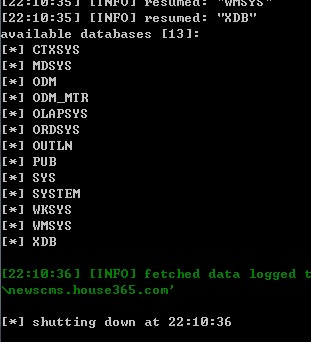 [22:10:35] [INFO] resumed: "WMSYS"
[22:10:35] [INFO] resumed: "XDB"
available databases [13]:
[*] CTXSYS
[*] MDSYS
[*] ODM
[*] ODM_MTR
[*] OLAPSYS
[*] ORDSYS
[*] OUTLN
[*] PUB
[*] SYS
[*] SYSTEM
[*] WKSYS
[*] WMSYS
[*] XDB
[22:10:36] [INFO] fetched data logged t
\newscms.house365.com'
[*] shutting down at 22:10:36